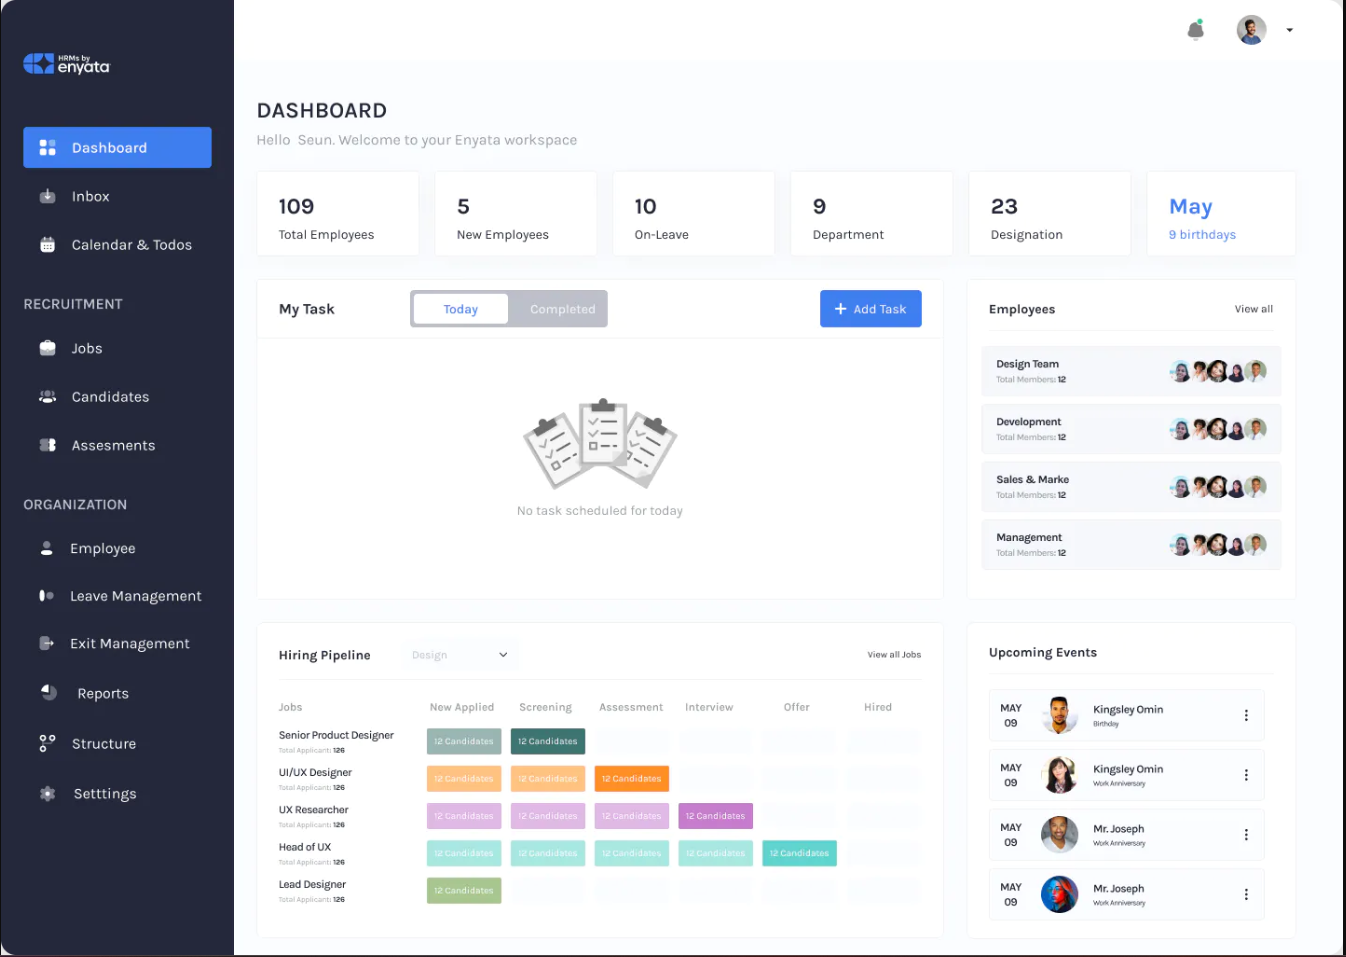 HRMs by
enyata
Dashboard
Inbox
Calendar & Todos
RECRUITMENT
Jobs
Candidates
Assesments
ORGANIZATION
Employee
Leave Management
Exit Management
Reports
Structure
Setttings
DASHBOARD
Hello Seun. Welcome to your Enyata workspace
109
Total Employees
5
New Employees
10
On-Leave
9
Department
23
Designation
May
9 birthdays
My Task
Today
Completed
+ Add Task
No task scheduled for today
Employees
View all
Design Team
Total Members: 12
Development
Total Members: 12
Sales & Marke
Total Members: 12
Management
Total Members: 12
Hiring Pipeline
Design
View all Jobs
Jobs New Applied Screening Assessment Interview Offer Hired
Senior Product Designer
Total Applicant: 126
12 Candidates 12 Candidates
UI/UX Designer
Total Applicant: 126
12 Candidates 12 Candidates 12 Candidates
UX Researcher
Total Applicant: 126
12 Candidates 12 Candidates 12 Candidates 12 Candidates
Head of UX
Total Applicant: 126
12 Candidates 12 Candidates 12 Candidates 12 Candidates 12 Candidates
Lead Designer
Total Applicant: 126
12 Candidates
Upcoming Events
MAY
09
Kingsley Omin
Birthday
MAY
09
Kingsley Omin
Work Anniversary
MAY
09
Mr. Joseph
Work Anniversary
MAY
09
Mr. Joseph
Work Anniversary